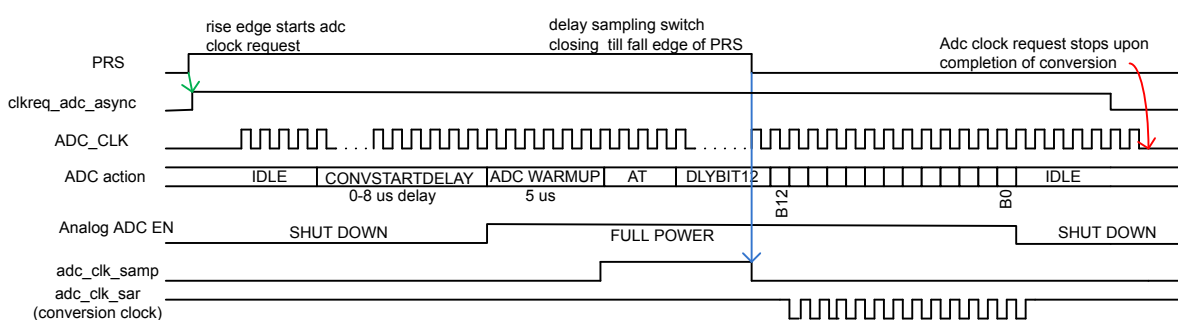 rise edge starts adc
clock request
delay sampling switch
closing till fall edge of PRS
Adc clock request stops upon
completion of conversion
PRS
clkreq_adc_async
ADC_CLK
ADC action
IDLE
CONVSTARTDELAY
ADC WARMUP
AT
DLYBIT12
B12
B0
IDLE
0-8 us delay
5 us
Analog ADC EN
SHUT DOWN
FULL POWER
SHUT DOWN
adc_clk_samp
adc_clk_sar
(conversion clock)